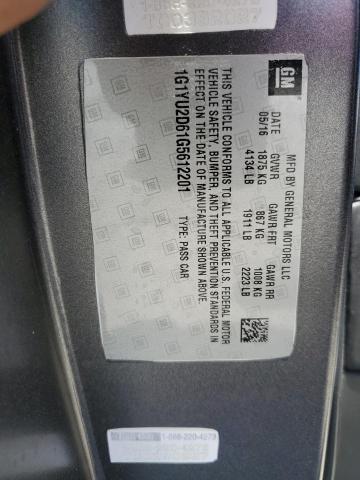 GM
MFD BY GENERAL MOTORS LLC
DATE GVWR GAWR FRT GAWR RR
05/16 1875 KG 867 KG 1008 KG
4134 LB 1911 LB 2223 LB
THIS VEHICLE CONFORMS TO ALL APPLICABLE U.S. FEDERAL MOTOR
VEHICLE SAFETY, BUMPER, AND THEFT PREVENTION STANDARDS IN
EFFECT ON THE DATE OF MANUFACTURE SHOWN ABOVE.
1G1YU2D61G5612201 TYPE: PASS CAR
1-888-220-4273